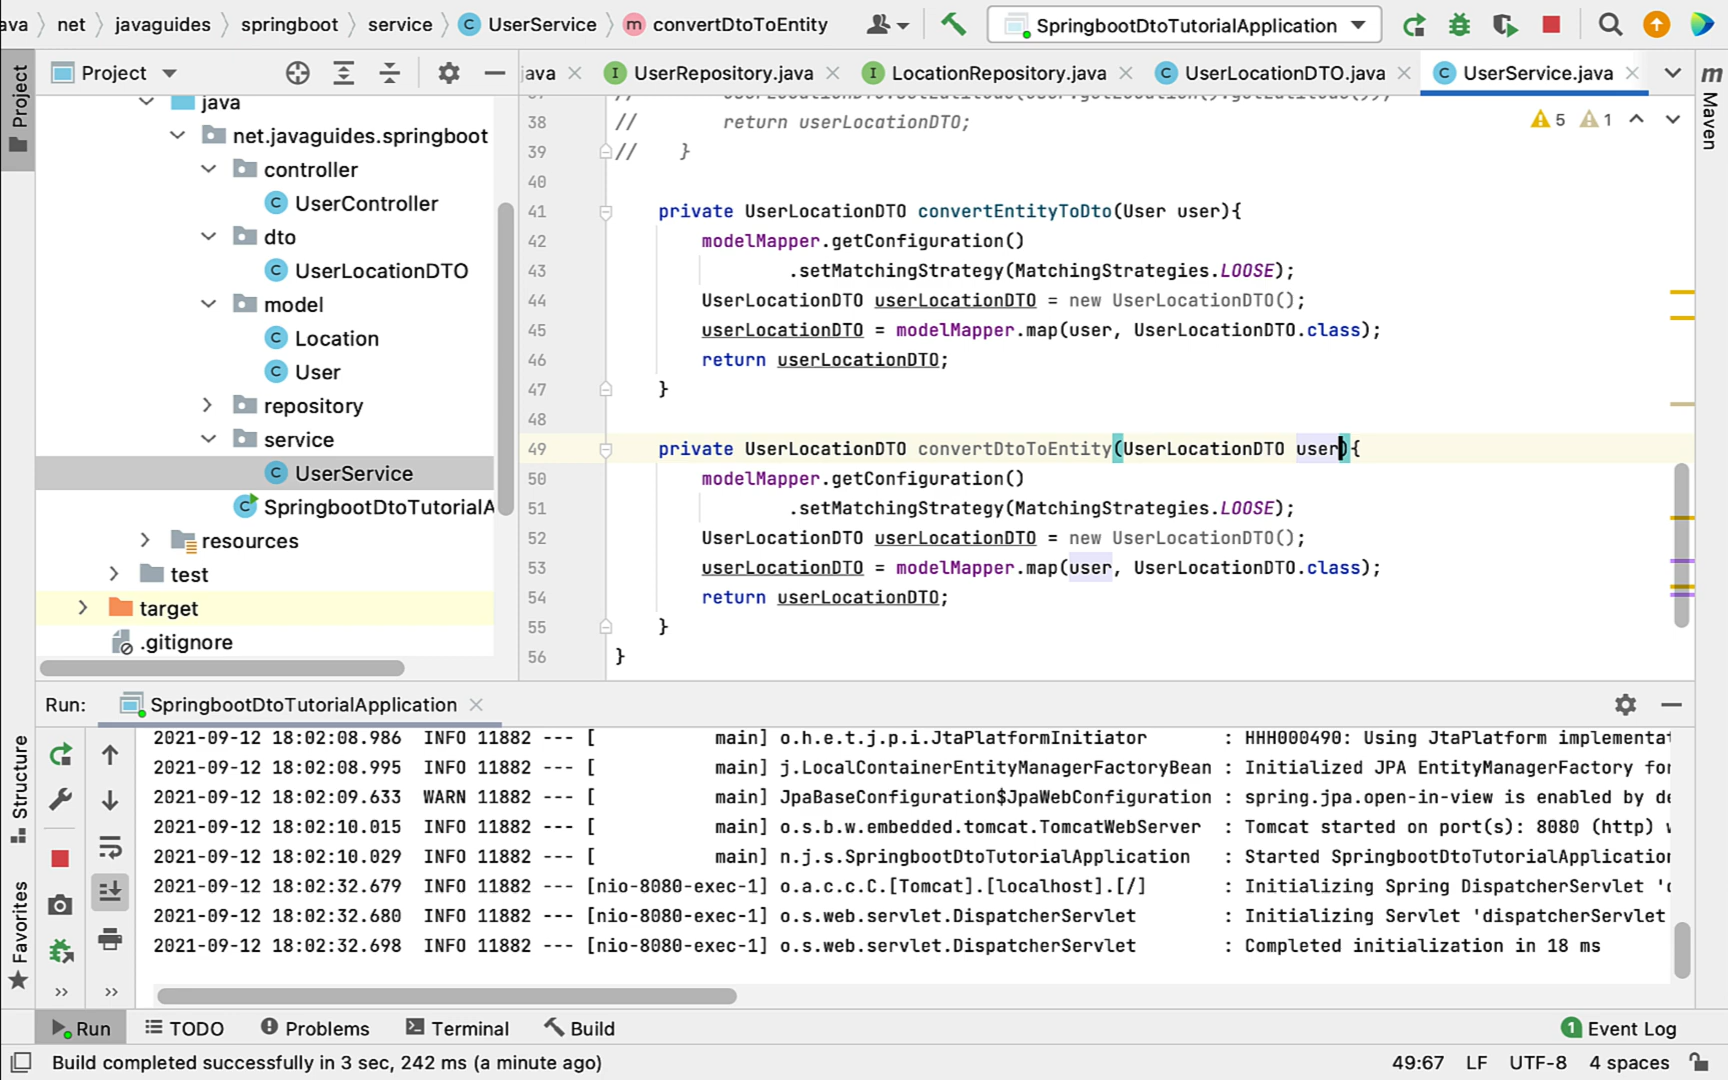 ava net javaguides springboot service UserService convertDtoToEntity SpringbootDtoTutorialApplication
Project
java UserRepository.java LocationRepository.java UserLocationDTO.java UserService.java
Project
Maven
Structure
Favorites
java
net.javaguides.springboot
controller
UserController
dto
UserLocationDTO
model
Location
User
repository
service
UserService
SpringbootDtoTutorialA
resources
test
target
.gitignore
5 1
38 // return userLocationDTO;
39 // }
40
41 private UserLocationDTO convertEntityToDto(User user){
42 modelMapper.getConfiguration()
43 .setMatchingStrategy(MatchingStrategies.LOOSE);
44 UserLocationDTO userLocationDTO = new UserLocationDTO();
45 userLocationDTO = modelMapper.map(user, UserLocationDTO.class);
46 return userLocationDTO;
47 }
48
49 private UserLocationDTO convertDtoToEntity(UserLocationDTO user){
50 modelMapper.getConfiguration()
51 .setMatchingStrategy(MatchingStrategies.LOOSE);
52 UserLocationDTO userLocationDTO = new UserLocationDTO();
53 userLocationDTO = modelMapper.map(user, UserLocationDTO.class);
54 return userLocationDTO;
55 }
56 }
Run: SpringbootDtoTutorialApplication
2021-09-12 18:02:08.986 INFO 11882 --- [ main] o.h.e.t.j.p.i.JtaPlatformInitiator : HHH000490: Using JtaPlatform implementat
2021-09-12 18:02:08.995 INFO 11882 --- [ main] j.LocalContainerEntityManagerFactoryBean : Initialized JPA EntityManagerFactory for
2021-09-12 18:02:09.633 WARN 11882 --- [ main] JpaBaseConfiguration$JpaWebConfiguration : spring.jpa.open-in-view is enabled by de
2021-09-12 18:02:10.015 INFO 11882 --- [ main] o.s.b.w.embedded.tomcat.TomcatWebServer : Tomcat started on port(s): 8080 (http) w
2021-09-12 18:02:10.029 INFO 11882 --- [ main] n.j.s.SpringbootDtoTutorialApplication : Started SpringbootDtoTutorialApplication
2021-09-12 18:02:32.679 INFO 11882 --- [nio-8080-exec-1] o.a.c.c.C.[Tomcat].[localhost].[/] : Initializing Spring DispatcherServlet 'd
2021-09-12 18:02:32.680 INFO 11882 --- [nio-8080-exec-1] o.s.web.servlet.DispatcherServlet : Initializing Servlet 'dispatcherServlet
2021-09-12 18:02:32.698 INFO 11882 --- [nio-8080-exec-1] o.s.web.servlet.DispatcherServlet : Completed initialization in 18 ms
Run TODO Problems Terminal Build 1 Event Log
Build completed successfully in 3 sec, 242 ms (a minute ago) 49:67 LF UTF-8 4 spaces